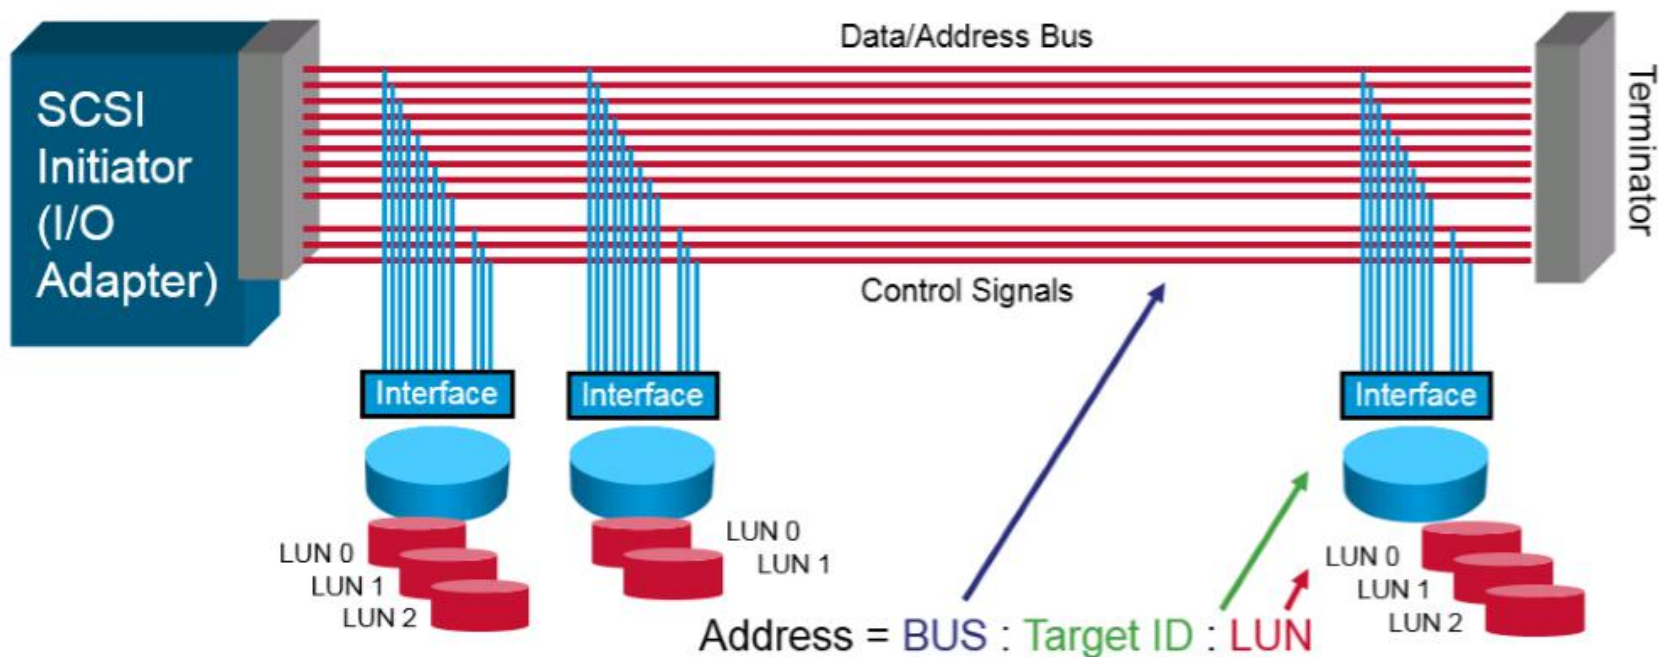 Data/Address Bus
SCSI
Initiator
(I/O
Adapter)
Terminator
Control Signals
Interface
Interface
Interface
LUN 0
LUN 1
LUN 2
LUN 0
LUN 1
LUN 0
LUN 1
LUN 2
Address = BUS : Target ID : LUN